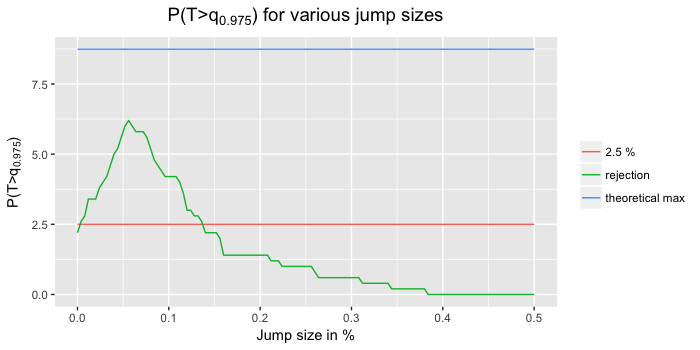 P(T>q0.975) for various jump sizes
P(T>q0.975)
7.5
5.0
2.5
0.0
0.0 0.1 0.2 0.3 0.4 0.5
Jump size in %
2.5 %
rejection
theoretical max